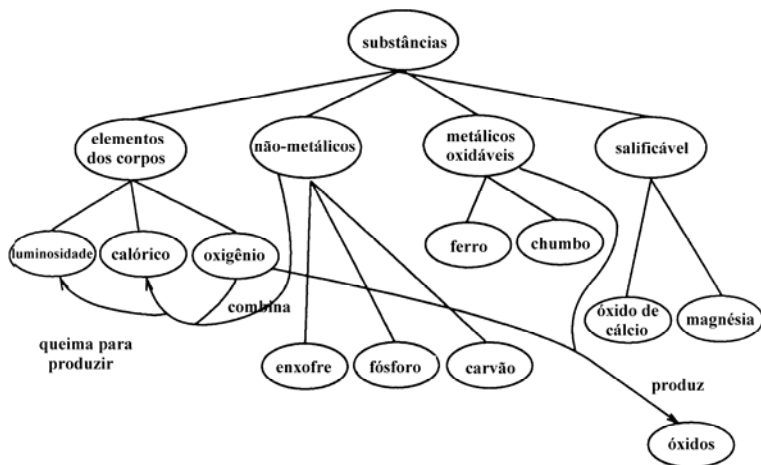 substâncias
elementos
dos corpos
não-metálicos
metálicos
oxidáveis
salificável
luminosidade
calórico
oxigênio
ferro
chumbo
combina
óxido de
cálcio
magnésia
queima para
produzir
enxofre
fósforo
carvão
produz
óxidos